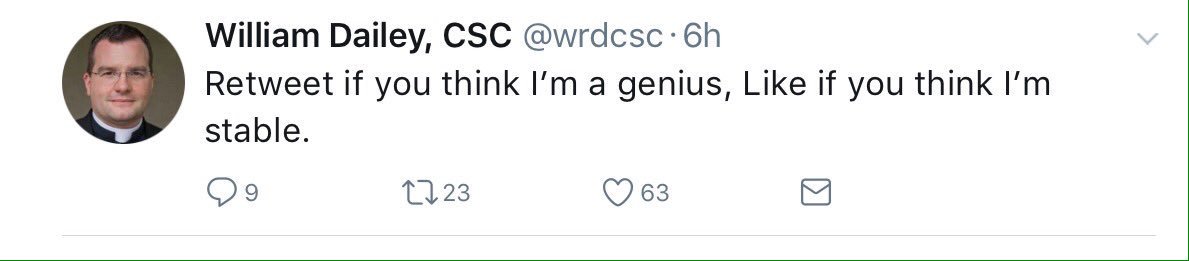 William Dailey, CSC @wrdcsc · 6h
Retweet if you think I’m a genius, Like if you think I’m
stable.
9 23 63